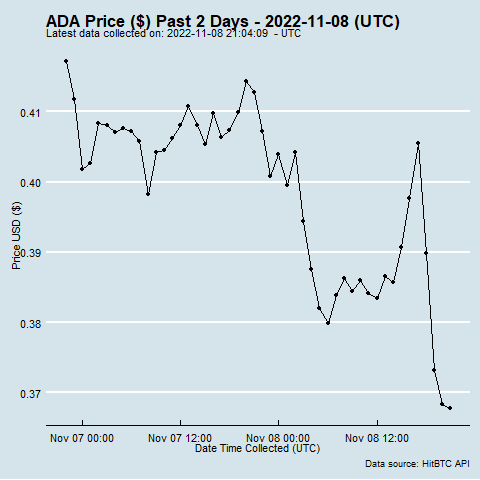 ADA Price ($) Past 2 Days - 2022-11-08 (UTC)
Latest data collected on: 2022-11-08 21:04:09 - UTC
0.41
0.40
0.39
0.38
0.37
Price USD ($)
Nov 07 00:00 Nov 07 12:00 Nov 08 00:00 Nov 08 12:00
Date Time Collected (UTC)
Data source: HitBTC API